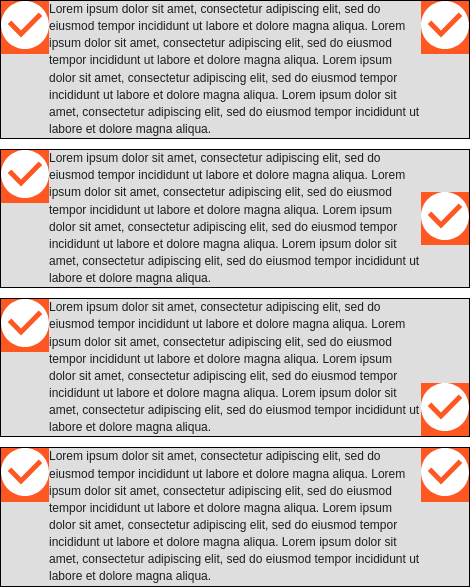 Lorem ipsum dolor sit amet, consectetur adipiscing elit, sed do
eiusmod tempor incididunt ut labore et dolore magna aliqua. Lorem
ipsum dolor sit amet, consectetur adipiscing elit, sed do eiusmod
tempor incididunt ut labore et dolore magna aliqua. Lorem ipsum
dolor sit amet, consectetur adipiscing elit, sed do eiusmod tempor
incididunt ut labore et dolore magna aliqua. Lorem ipsum dolor sit
amet, consectetur adipiscing elit, sed do eiusmod tempor incididunt ut
labore et dolore magna aliqua.
Lorem ipsum dolor sit amet, consectetur adipiscing elit, sed do
eiusmod tempor incididunt ut labore et dolore magna aliqua. Lorem
ipsum dolor sit amet, consectetur adipiscing elit, sed do eiusmod
tempor incididunt ut labore et dolore magna aliqua. Lorem ipsum
dolor sit amet, consectetur adipiscing elit, sed do eiusmod tempor
incididunt ut labore et dolore magna aliqua. Lorem ipsum dolor sit
amet, consectetur adipiscing elit, sed do eiusmod tempor incididunt ut
labore et dolore magna aliqua.
Lorem ipsum dolor sit amet, consectetur adipiscing elit, sed do
eiusmod tempor incididunt ut labore et dolore magna aliqua. Lorem
ipsum dolor sit amet, consectetur adipiscing elit, sed do eiusmod
tempor incididunt ut labore et dolore magna aliqua. Lorem ipsum
dolor sit amet, consectetur adipiscing elit, sed do eiusmod tempor
incididunt ut labore et dolore magna aliqua. Lorem ipsum dolor sit
amet, consectetur adipiscing elit, sed do eiusmod tempor incididunt ut
labore et dolore magna aliqua.
Lorem ipsum dolor sit amet, consectetur adipiscing elit, sed do
eiusmod tempor incididunt ut labore et dolore magna aliqua. Lorem
ipsum dolor sit amet, consectetur adipiscing elit, sed do eiusmod
tempor incididunt ut labore et dolore magna aliqua. Lorem ipsum
dolor sit amet, consectetur adipiscing elit, sed do eiusmod tempor
incididunt ut labore et dolore magna aliqua. Lorem ipsum dolor sit
amet, consectetur adipiscing elit, sed do eiusmod tempor incididunt ut
labore et dolore magna aliqua.